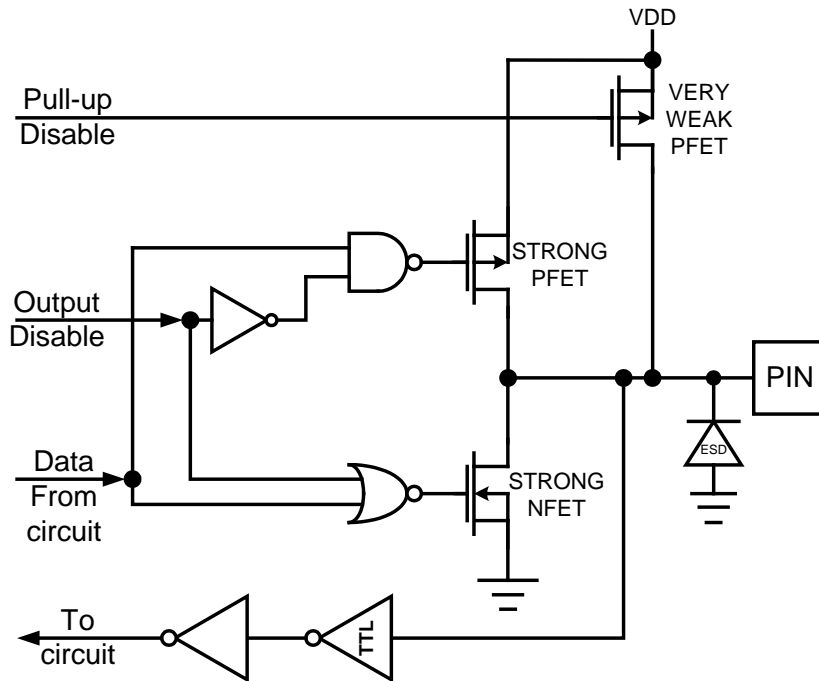 VDD
Pull-up
Disable
VERY
WEAK
PFET
STRONG
PFET
Output
Disable
PIN
ESD
Data
From
circuit
STRONG
NFET
To
circuit
TTL